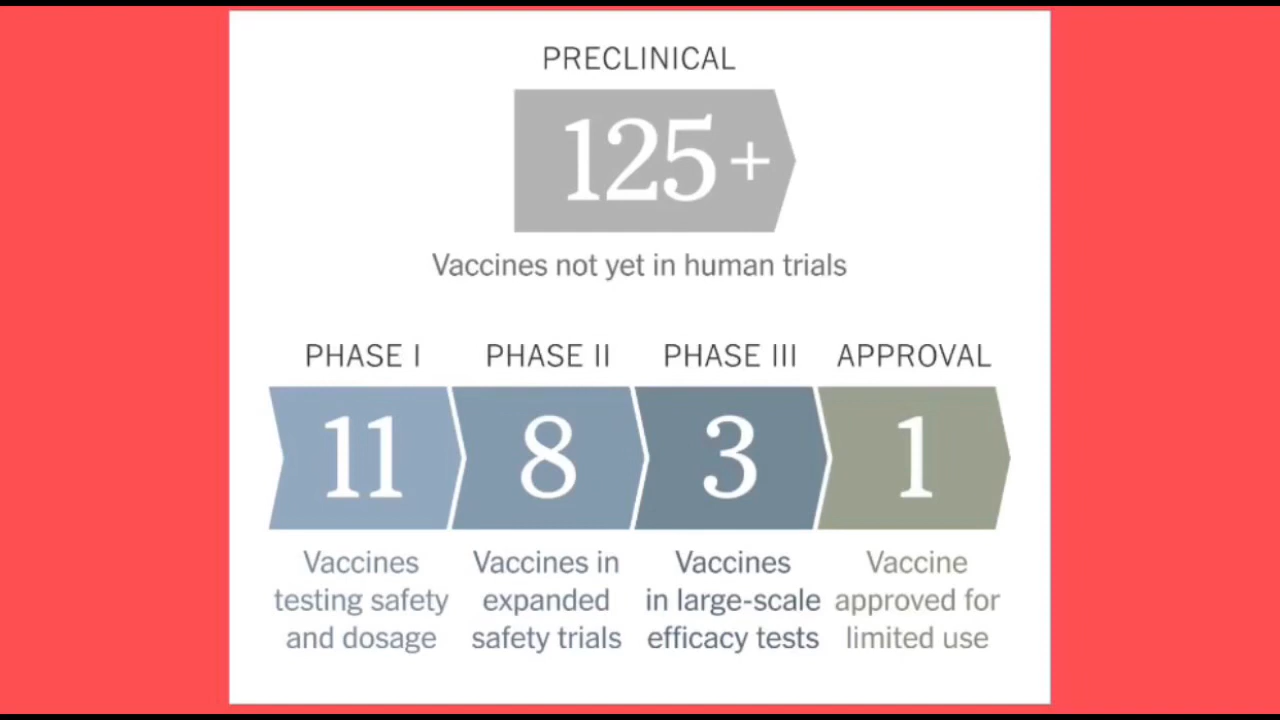 PRECLINICAL
125+
Vaccines not yet in human trials
PHASE I
PHASE II
PHASE III
APPROVAL
11
8
3
1
Vaccines
testing safety
and dosage
Vaccines in
expanded
safety trials
Vaccines
in large-scale
efficacy tests
Vaccine
approved for
limited use